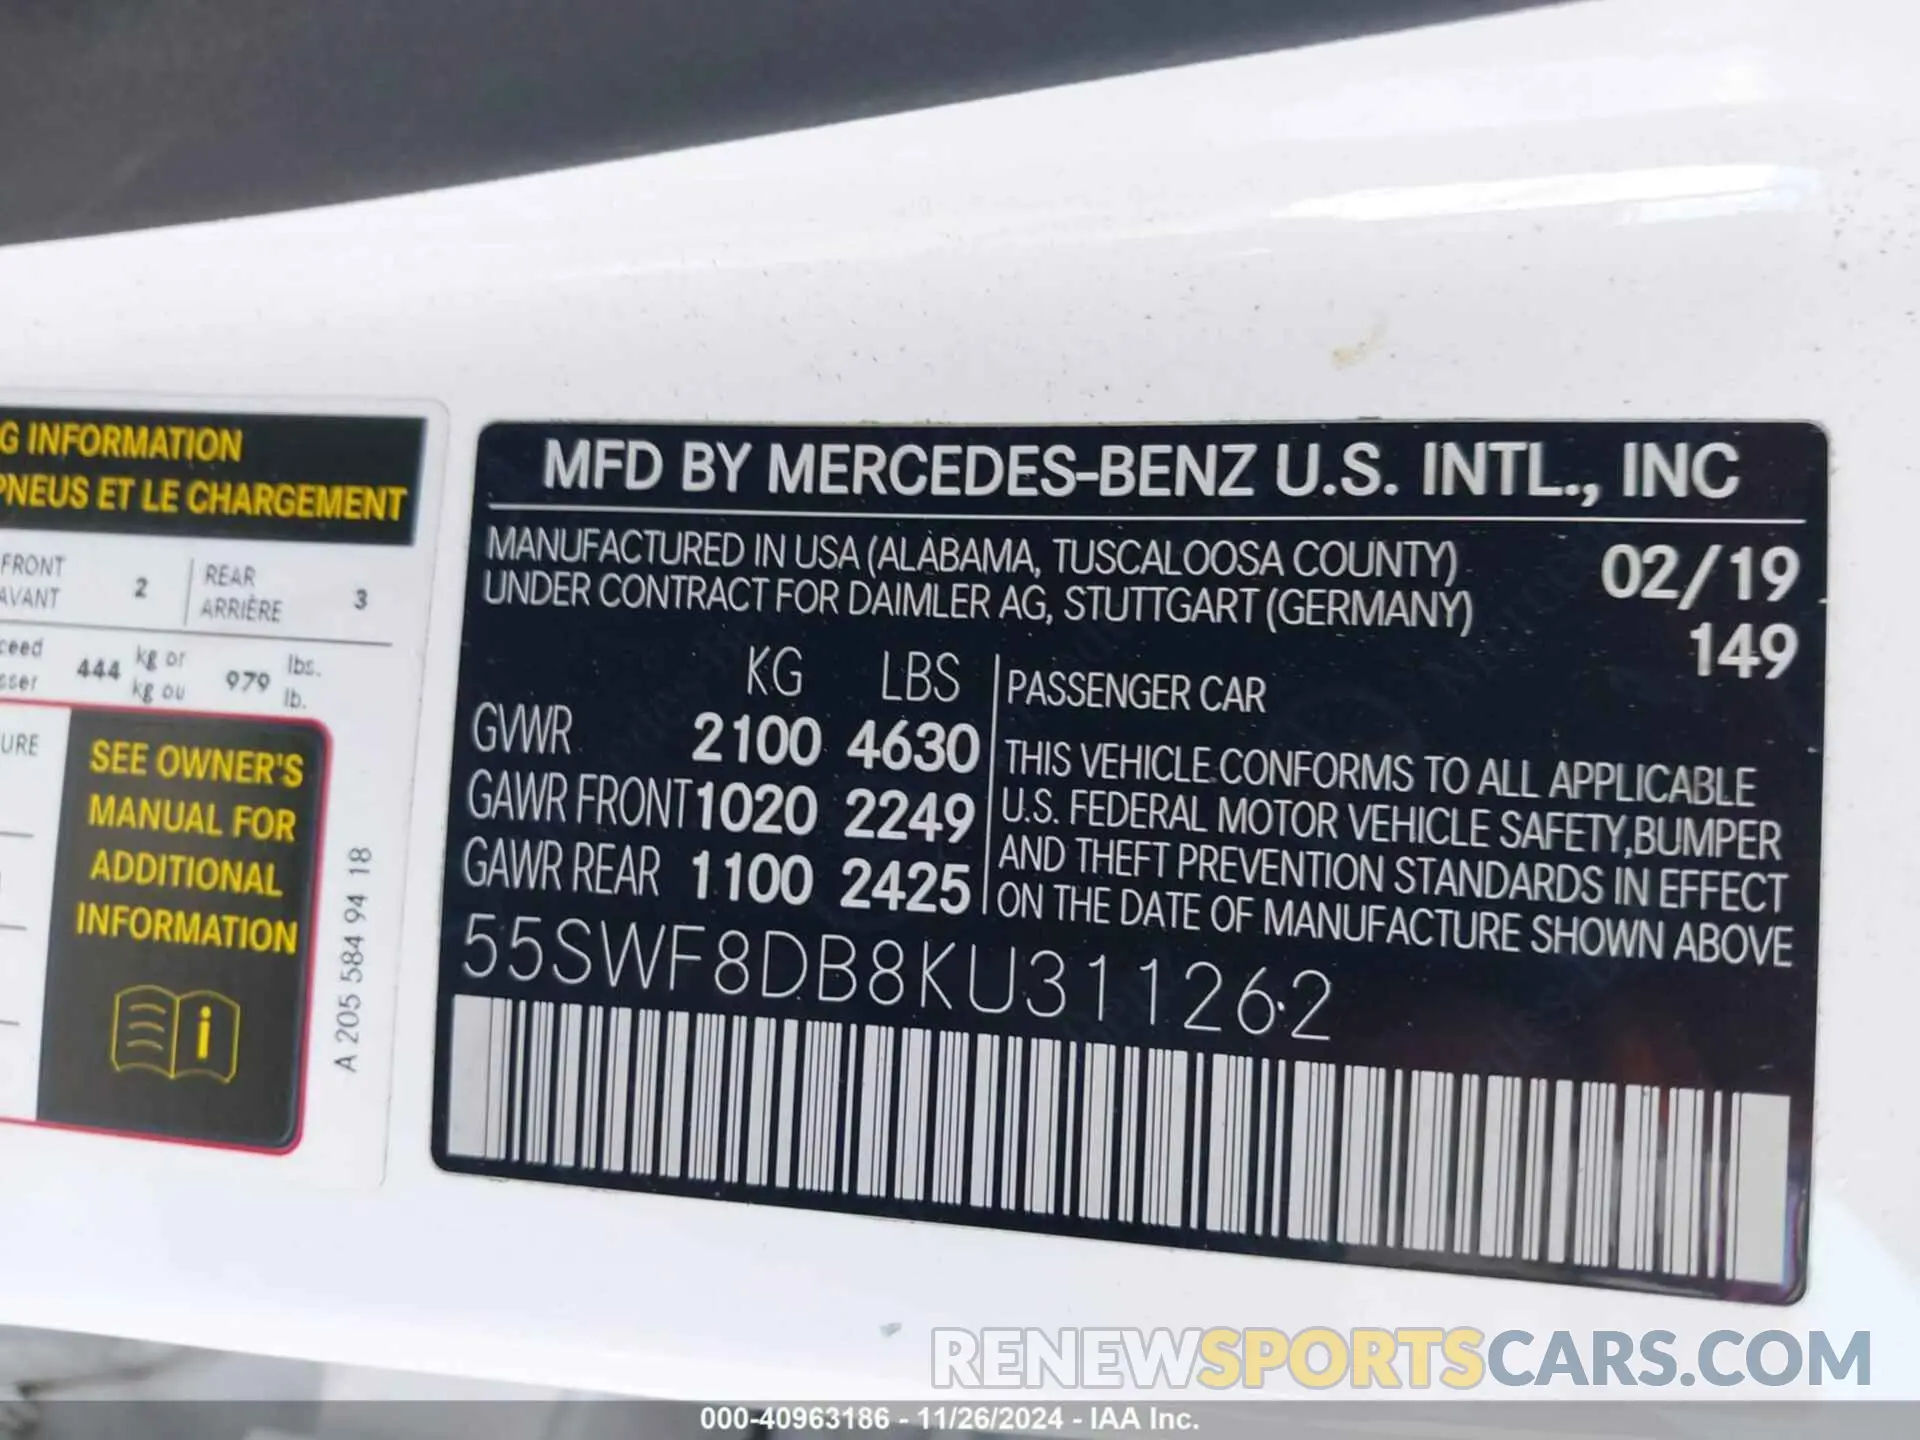 G INFORMATION
PNEUS ET LE CHARGEMENT
FRONT
AVANT
2
REAR
ARRIÈRE
3
ceed
sser
444
kg or
kg ou
979
lbs.
lb.
URE
SEE OWNER'S
MANUAL FOR
ADDITIONAL
INFORMATION
A 205 584 94 18
MFD BY MERCEDES-BENZ U.S. INTL., INC
MANUFACTURED IN USA (ALABAMA, TUSCALOOSA COUNTY)
UNDER CONTRACT FOR DAIMLER AG, STUTTGART (GERMANY)
02/19
149
KG LBS
GVWR 2100 4630
GAWR FRONT 1020 2249
GAWR REAR 1100 2425
PASSENGER CAR
THIS VEHICLE CONFORMS TO ALL APPLICABLE
U.S. FEDERAL MOTOR VEHICLE SAFETY,BUMPER
AND THEFT PREVENTION STANDARDS IN EFFECT
ON THE DATE OF MANUFACTURE SHOWN ABOVE
55SWF8DB8KU311262
RENEWSPORTSCARS.COM
000-40963186 - 11/26/2024 - IAA Inc.